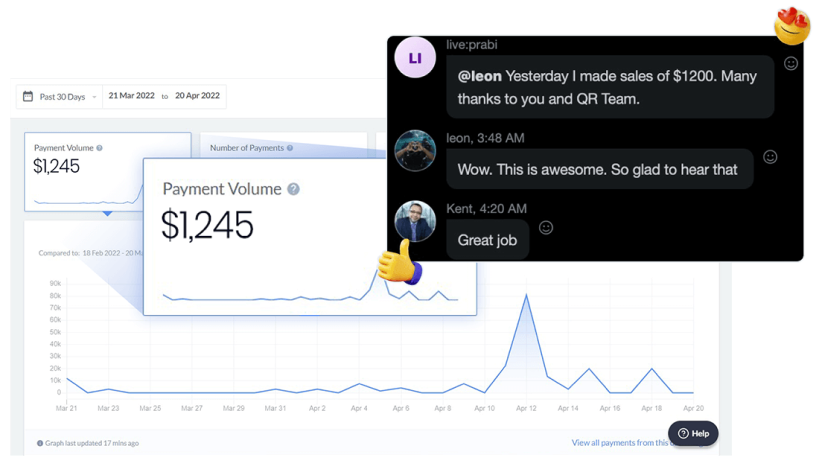 live:prabi
LI
@leon Yesterday I made sales of $1200. Many
thanks to you and QR Team.
leon, 3:48 AM
Wow. This is awesome. So glad to hear that
Kent, 4:20 AM
Great job
Past 30 Days
21 Mar 2022 to 20 Apr 2022
Payment Volume ?
$1,245
Number of Payments ?
Payment Volume ?
$1,245
Compared to: 18 Feb 2022 - 20
90k
80k
70k
60k
50k
40k
30k
20k
10k
0
Mar 21 Mar 23 Mar 25 Mar 27 Mar 29 Mar 31 Apr 2 Apr 4 Apr 6 Apr 8 Apr 10 Apr 12 Apr 14 Apr 16 Apr 18 Apr 20
Graph last updated 17 mins ago
View all payments from this
? Help